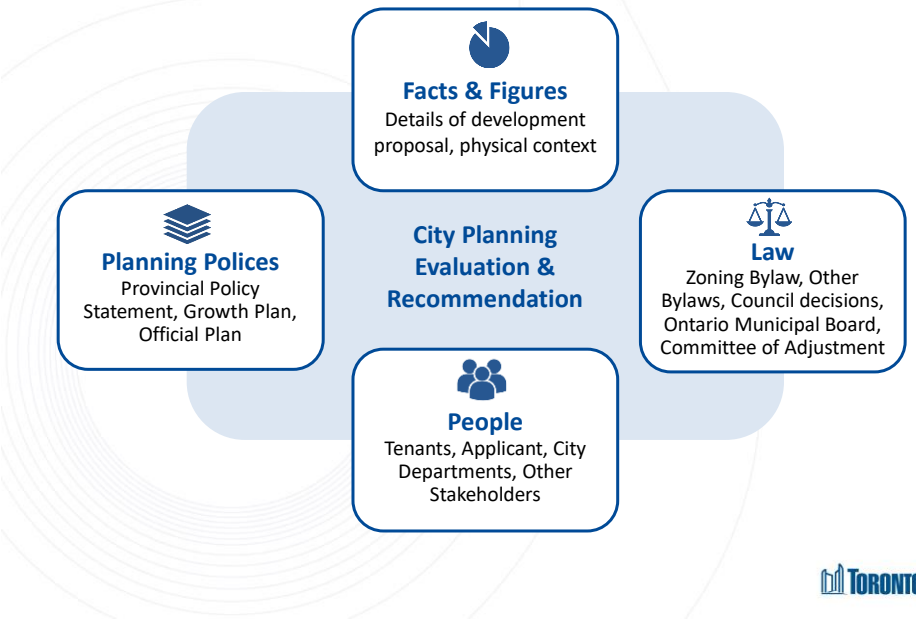 Facts & Figures
Details of development
proposal, physical context
Planning Polices
Provincial Policy
Statement, Growth Plan,
Official Plan
City Planning
Evaluation &
Recommendation
Law
Zoning Bylaw, Other
Bylaws, Council decisions,
Ontario Municipal Board,
Committee of Adjustment
People
Tenants, Applicant, City
Departments, Other
Stakeholders
TORONTO